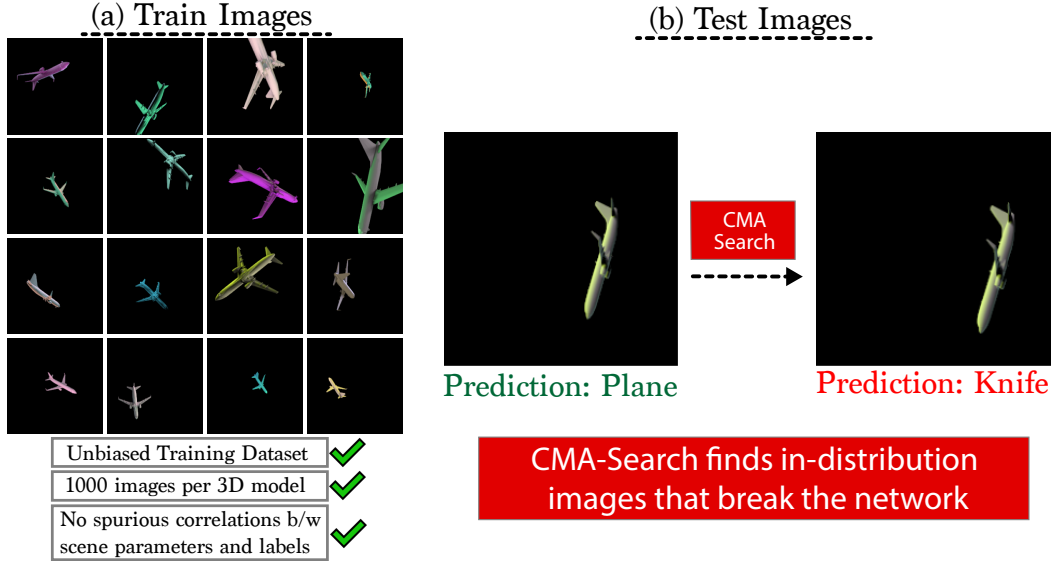 (a) Train Images
Unbiased Training Dataset
1000 images per 3D model
No spurious correlations b/w
scene parameters and labels
(b) Test Images
CMA
Search
Prediction: Plane
Prediction: Knife
CMA-Search finds in-distribution
images that break the network